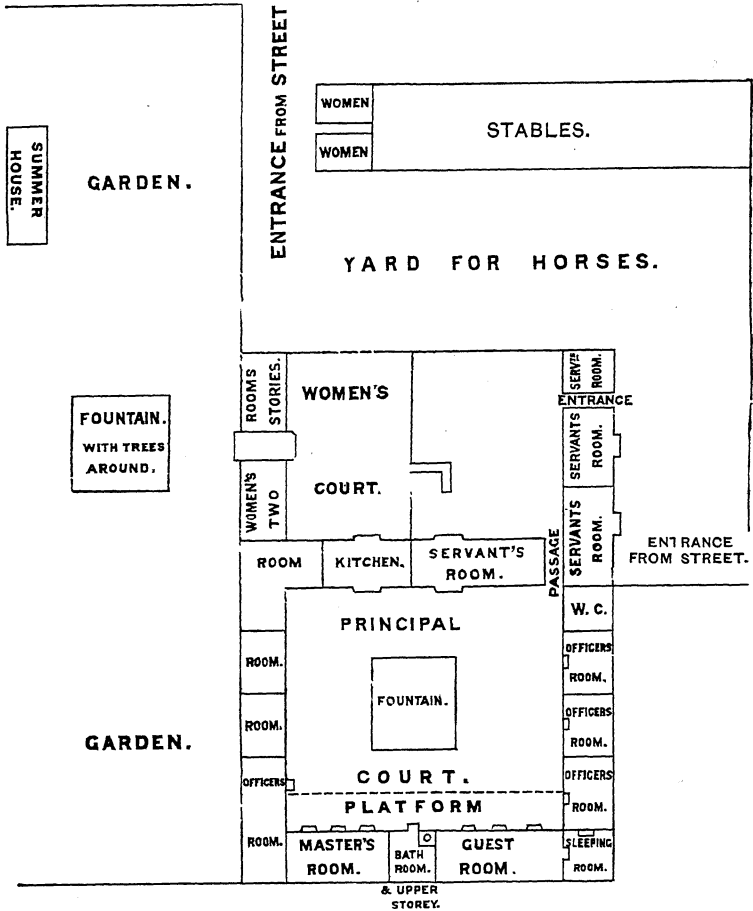 ENTRANCE FROM STREET
WOMEN
WOMEN
STABLES.
SUMMER
HOUSE.
GARDEN.
YARD FOR HORSES.
WOMEN'S ROOMS
TWO STORIES.
WOMEN'S
COURT.
SERVTS
ROOM.
ENTRANCE
SERVANTS
ROOM.
SERVANTS
ROOM.
FOUNTAIN.
WITH TREES
AROUND.
ROOM
KITCHEN.
SERVANT'S
ROOM.
PASSAGE
ENTRANCE
FROM STREET.
W. C.
PRINCIPAL
FOUNTAIN.
COURT.
PLATFORM
ROOM.
ROOM.
OFFICERS
ROOM.
OFFICERS
ROOM.
OFFICERS
ROOM.
OFFICERS
ROOM.
GARDEN.
MASTER'S
ROOM.
BATH
ROOM.
GUEST
ROOM.
SLEEPING
ROOM.
& UPPER
STOREY.